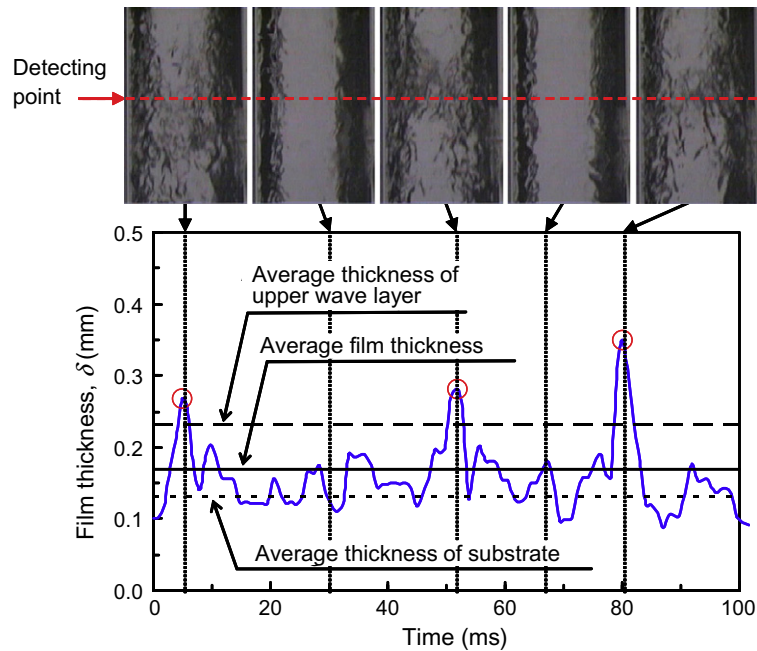 Detecting
point
0.5
0.4
0.3
0.2
0.1
0.0
Film thickness, δ (mm)
Average thickness of
upper wave layer
Average film thickness
Average thickness of substrate
0
20
40
60
80
100
Time (ms)